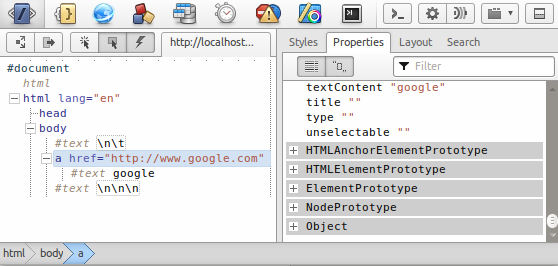 http://localhost...
Styles Properties Layout Search
Filter
#document
html
html lang="en"
head
body
#text \n\t
a href="http://www.google.com"
#text google
#text \n\n\n
textContent "google"
title ""
type ""
unselectable ""
HTMLAnchorElementPrototype
HTMLElementPrototype
ElementPrototype
NodePrototype
Object
html body a